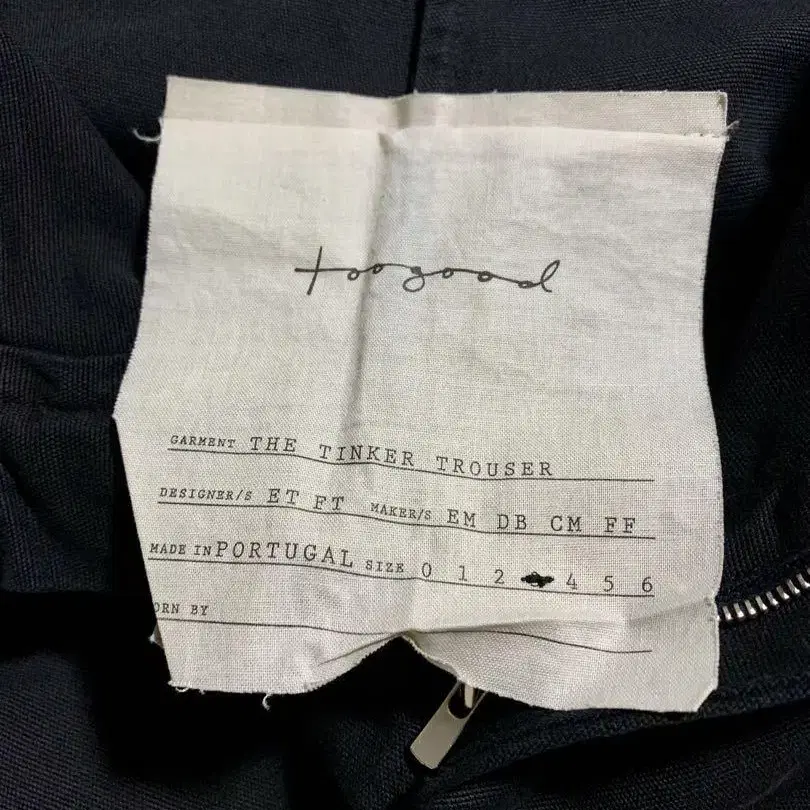 toogood
GARMENT THE TINKER TROUSER
DESIGNER/S ET FT MAKER/S EM DB CM FF
MADE IN PORTUGAL SIZE 0 1 2 4 5 6
ORN BY